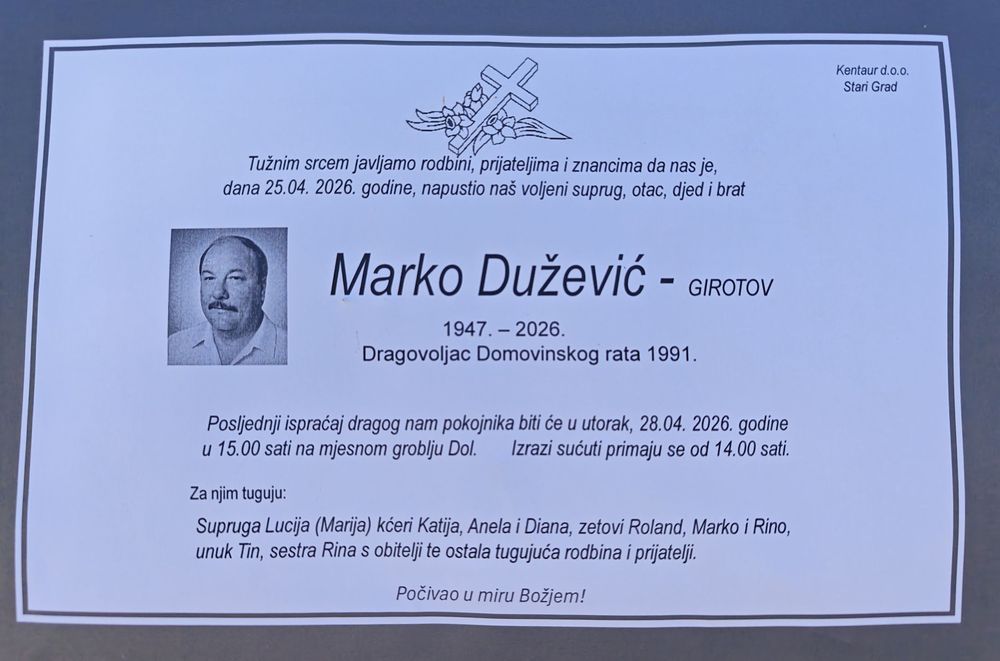 Kentaur d.o.o.
Stari Grad
Tužnim srcem javljamo rodbini, prijateljima i znancima da nas je,
dana 25.04. 2026. godine, napustio naš voljeni suprug, otac, djed i brat
Marko Dužević - GIROTOV
1947. – 2026.
Dragovoljac Domovinskog rata 1991.
Posljednji ispraćaj dragog nam pokojnika biti će u utorak, 28.04. 2026. godine
u 15.00 sati na mjesnom groblju Dol. Izrazi sućuti primaju se od 14.00 sati.
Za njim tuguju:
Supruga Lucija (Marija) kćeri Katija, Anela i Diana, zetovi Roland, Marko i Rino,
unuk Tin, sestra Rina s obitelji te ostala tugujuća rodbina i prijatelji.
Počivao u miru Božjem!